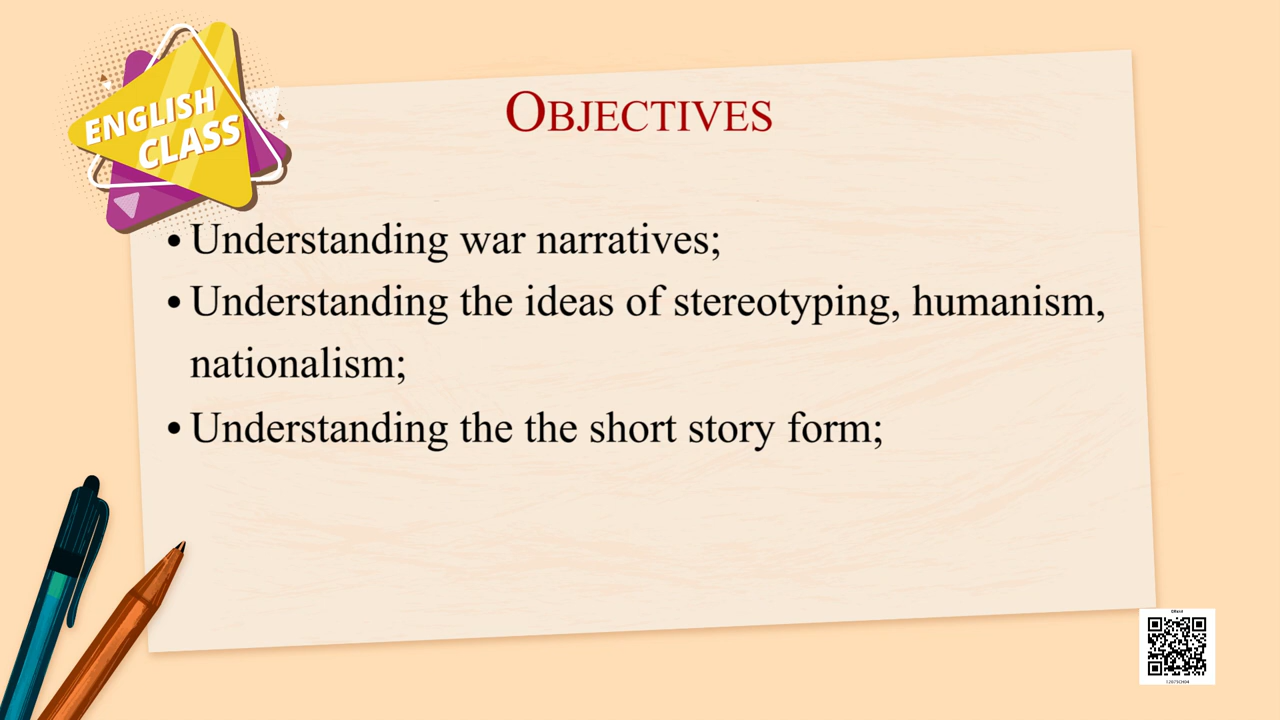 ENGLISH
CLASS
OBJECTIVES
• Understanding war narratives;
• Understanding the ideas of stereotyping, humanism,
nationalism;
• Understanding the the short story form;